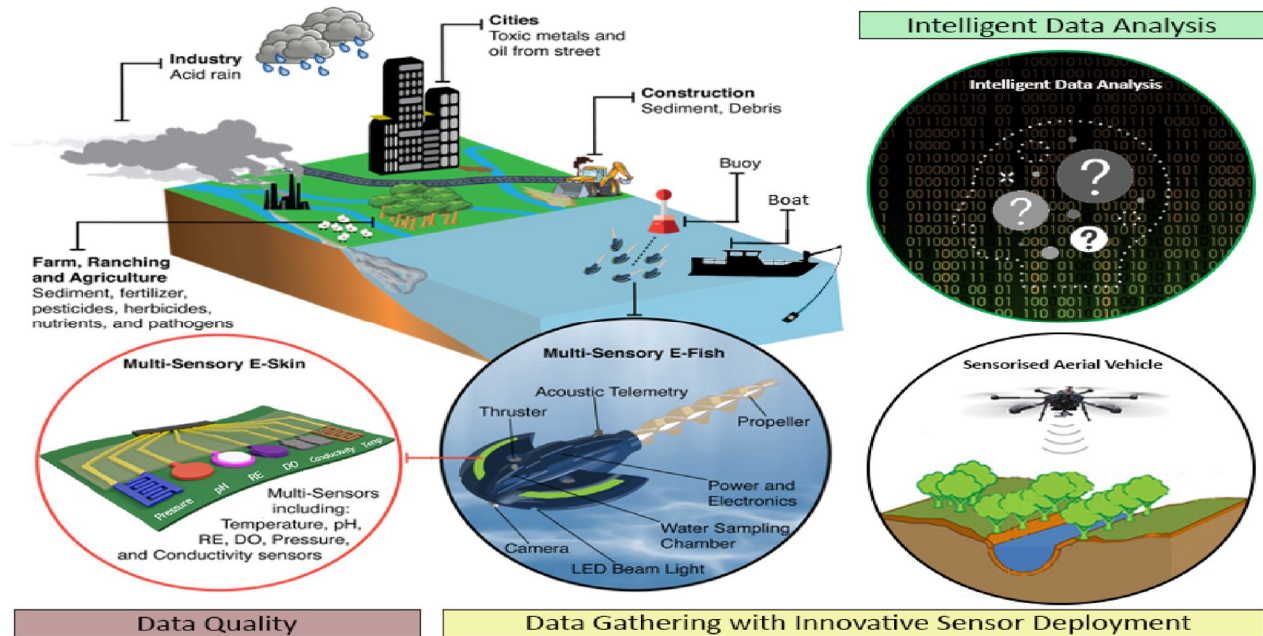 Intelligent Data Analysis
Cities
Toxic metals and
oil from street
Industry
Acid rain
Construction
Sediment, Debris
Buoy
Boat
Farm, Ranching
and Agriculture
Sediment, fertilizer,
pesticides, herbicides,
nutrients, and pathogens
Intelligent Data Analysis
?
?
?
Multi-Sensory E-Skin
Pressure
pH
RE
DO
Conductivity
Temp
Multi-Sensors
including:
Temperature, pH,
RE, DO, Pressure,
and Conductivity sensors
Multi-Sensory E-Fish
Acoustic Telemetry
Thruster
Propeller
Power and
Electronics
Water Sampling
Chamber
Camera
LED Beam Light
Sensorised Aerial Vehicle
Data Quality
Data Gathering with Innovative Sensor Deployment